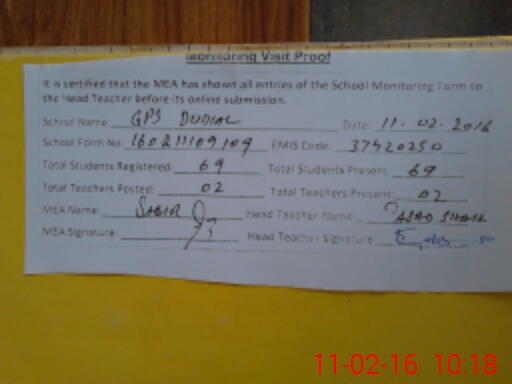 Monitoring Visit Proof
It is certified that the MEA has shown all entries of the School Monitoring Form to
the Head Teacher before its online submission.
School Name: GPS DUDIAL Date: 11.02.2016
School Form No: 160211109109 EMIS Code: 37420250
Total Students Registered: 69 Total Students Present: 69
Total Teachers Posted: 02 Total Teachers Present: 02
MEA Name: SABIR Head Teacher Name:
MEA Signature: Head Teacher Signature:
11-02-16 10:18